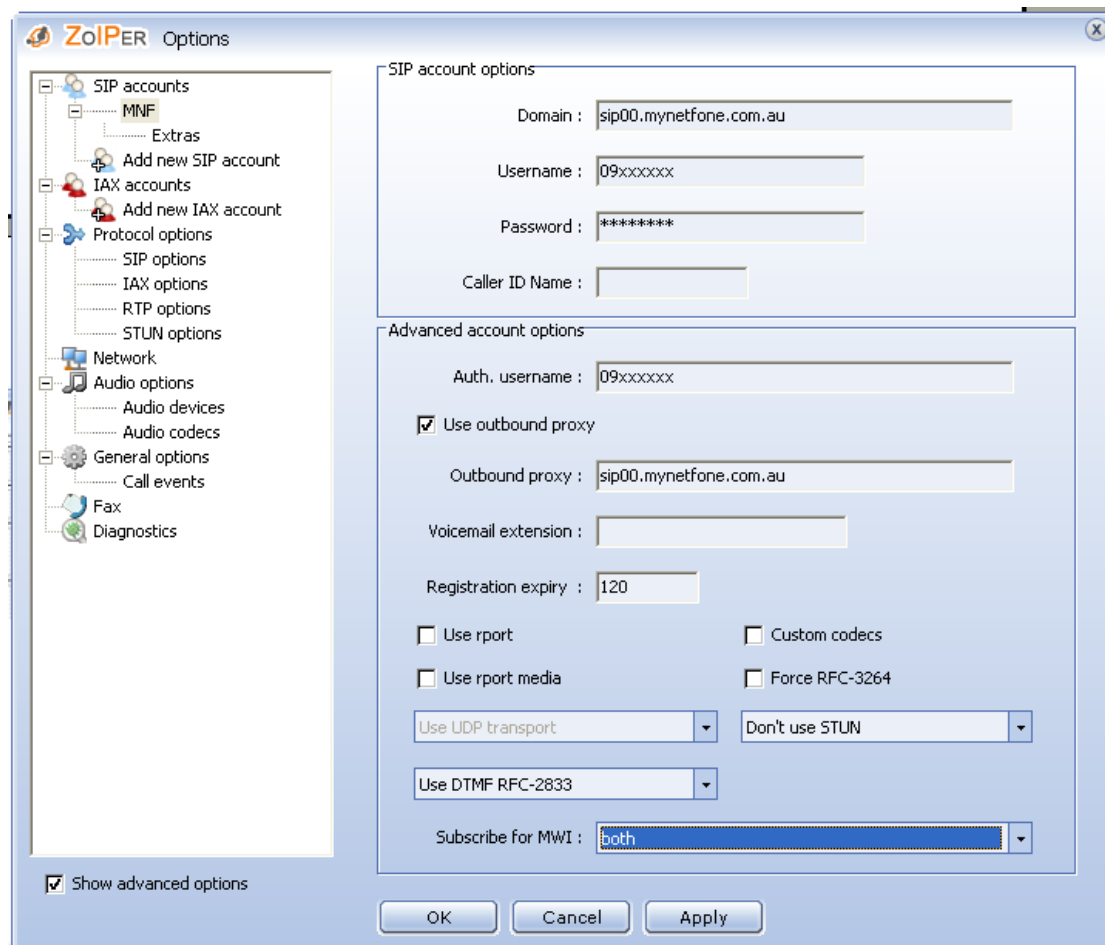 ZoIPER Options
SIP accounts
MNF
Extras
Add new SIP account
IAX accounts
Add new IAX account
Protocol options
SIP options
IAX options
RTP options
STUN options
Network
Audio options
Audio devices
Audio codecs
General options
Call events
Fax
Diagnostics
Show advanced options
SIP account options
Domain : sip00.mynetfone.com.au
Username : 09xxxxxx
Password : ********
Caller ID Name :
Advanced account options
Auth. username : 09xxxxxx
Use outbound proxy
Outbound proxy : sip00.mynetfone.com.au
Voicemail extension :
Registration expiry : 120
Use rport Custom codecs
Use rport media Force RFC-3264
Use UDP transport Don't use STUN
Use DTMF RFC-2833
Subscribe for MWI : both
OK Cancel Apply